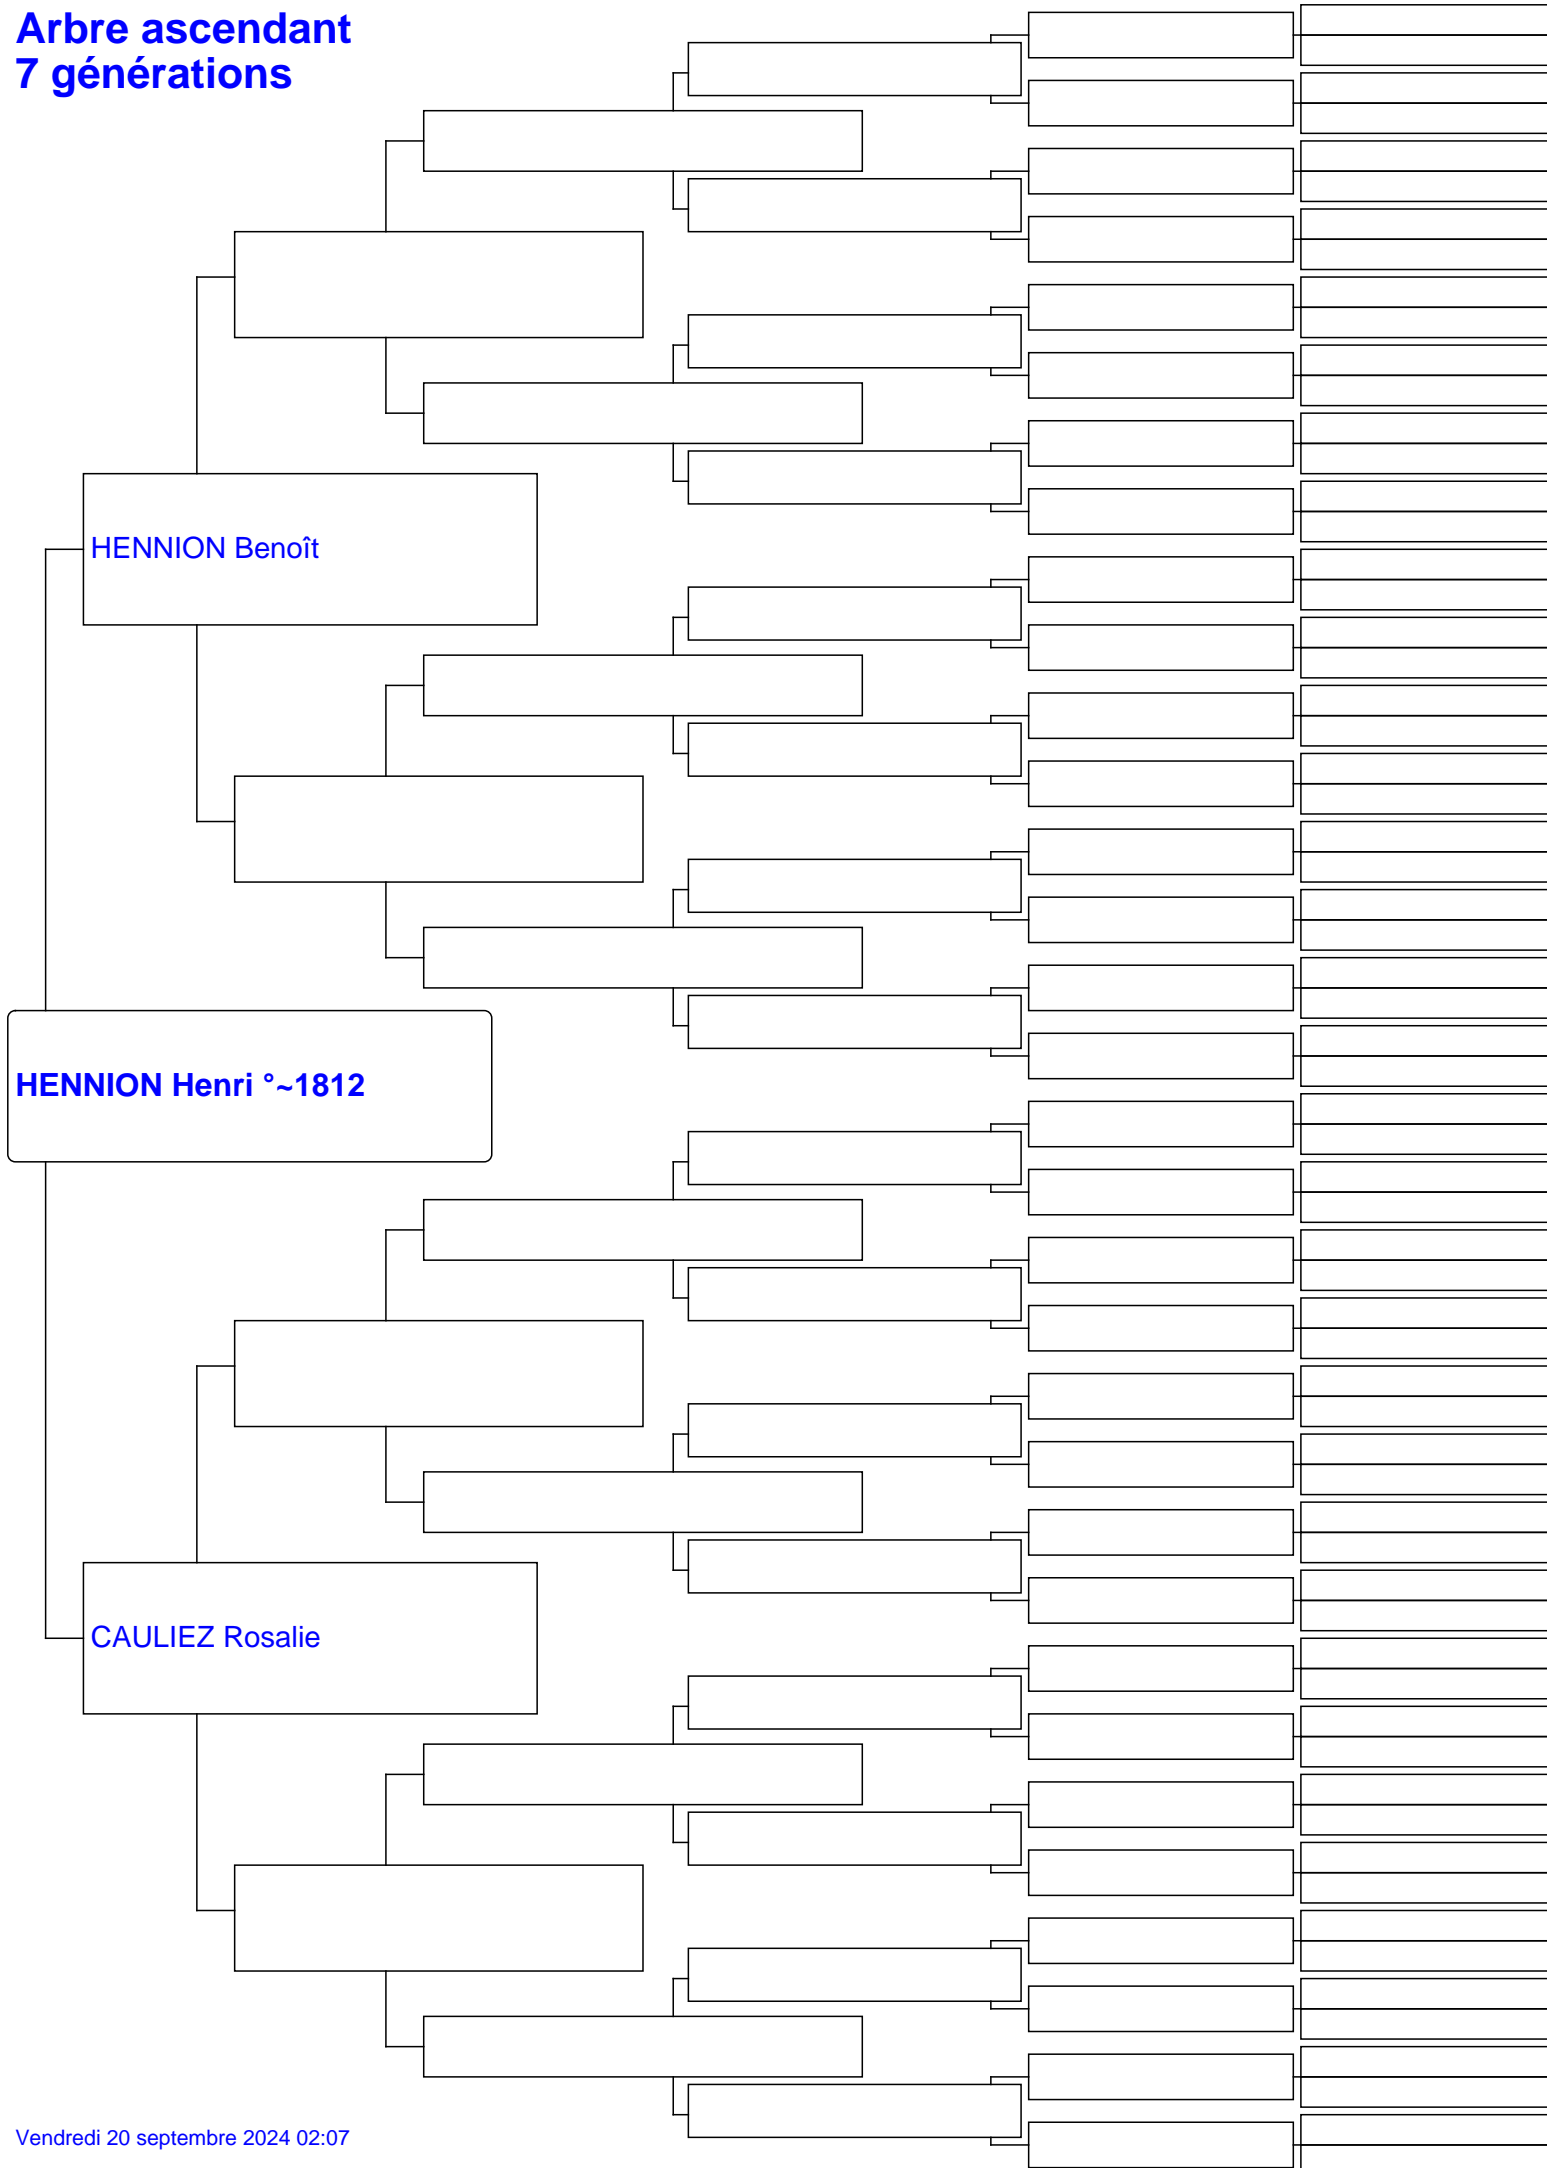 Arbre ascendant
7 générations
HENNION Benoît
HENNION Henri °~1812
CAULIEZ Rosalie
Vendredi 20 septembre 2024 02:07